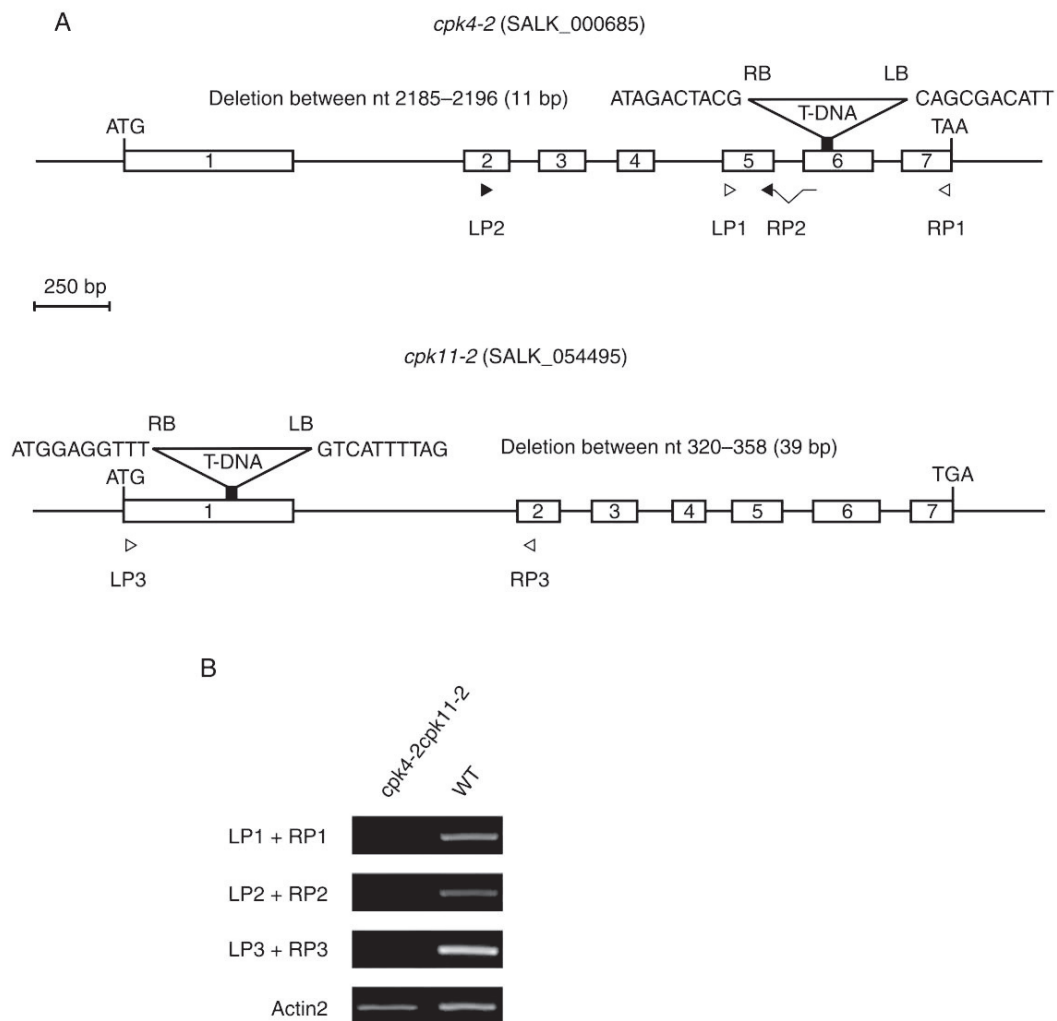 A
cpk4-2 (SALK_000685)
RB LB
Deletion between nt 2185–2196 (11 bp) ATAGACTACG T-DNA CAGCGACATT
ATG TAA
1 2 3 4 5 6 7
LP2 LP1 RP2 RP1
250 bp
cpk11-2 (SALK_054495)
RB LB
ATGGAGGTTT T-DNA GTCATTTTAG Deletion between nt 320–358 (39 bp)
ATG TGA
1 2 3 4 5 6 7
LP3 RP3
B
cpk4-2cpk11-2 WT
LP1 + RP1
LP2 + RP2
LP3 + RP3
Actin2